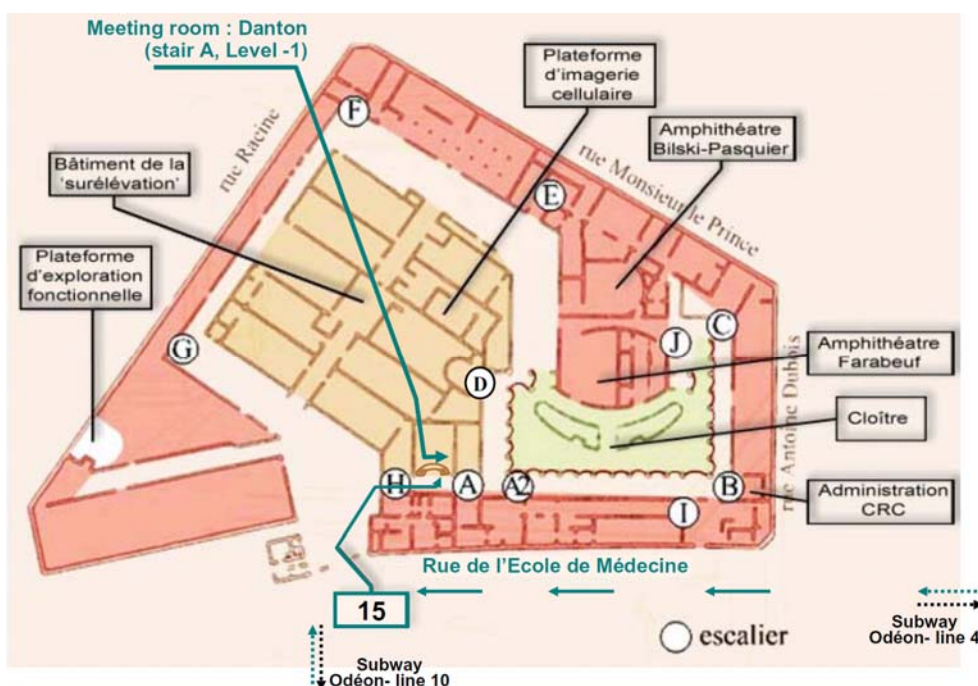 Meeting room : Danton
(stair A, Level -1)
Plateforme
d'imagerie
cellulaire
Amphithéâtre
Bilski-Pasquier
Bâtiment de la
'surélévation'
rue Racine
rue Monsieur le Prince
Plateforme
d'exploration
fonctionnelle
F
E
G
J
C
D
Amphithéâtre
Farabeuf
rue Antoine Dubois
Cloître
H
A
A2
B
I
Administration
CRC
Rue de l'Ecole de Médecine
15
escalier
Subway
Odéon- line 4
Subway
Odéon- line 10